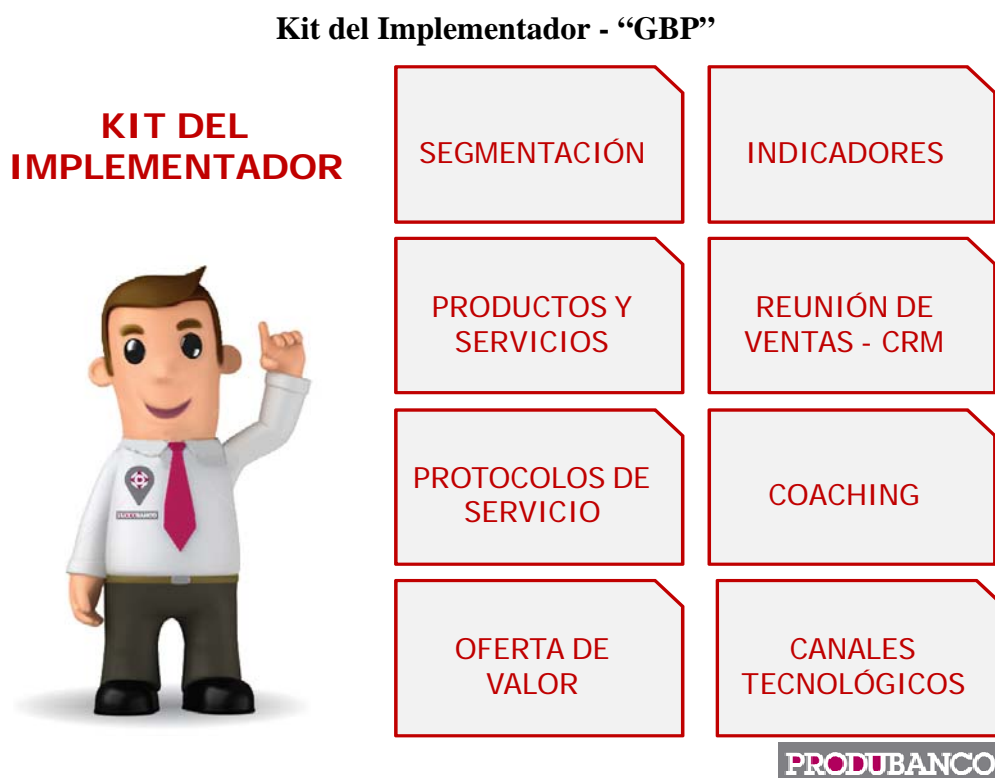 Kit del Implementador - “GBP”
KIT DEL
IMPLEMENTADOR
SEGMENTACIÓN
INDICADORES
PRODUCTOS Y
SERVICIOS
REUNIÓN DE
VENTAS - CRM
PROTOCOLOS DE
SERVICIO
COACHING
OFERTA DE
VALOR
CANALES
TECNOLÓGICOS
PRODUBANCO
PRODUBANCO